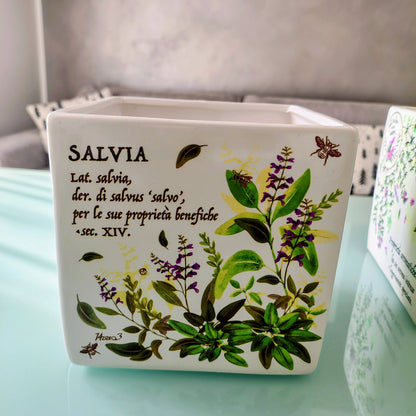 SALVIA
Lat. salvia,
der. di salvus ‘salvo’,
per le sue proprietà benefiche
sec. XIV.